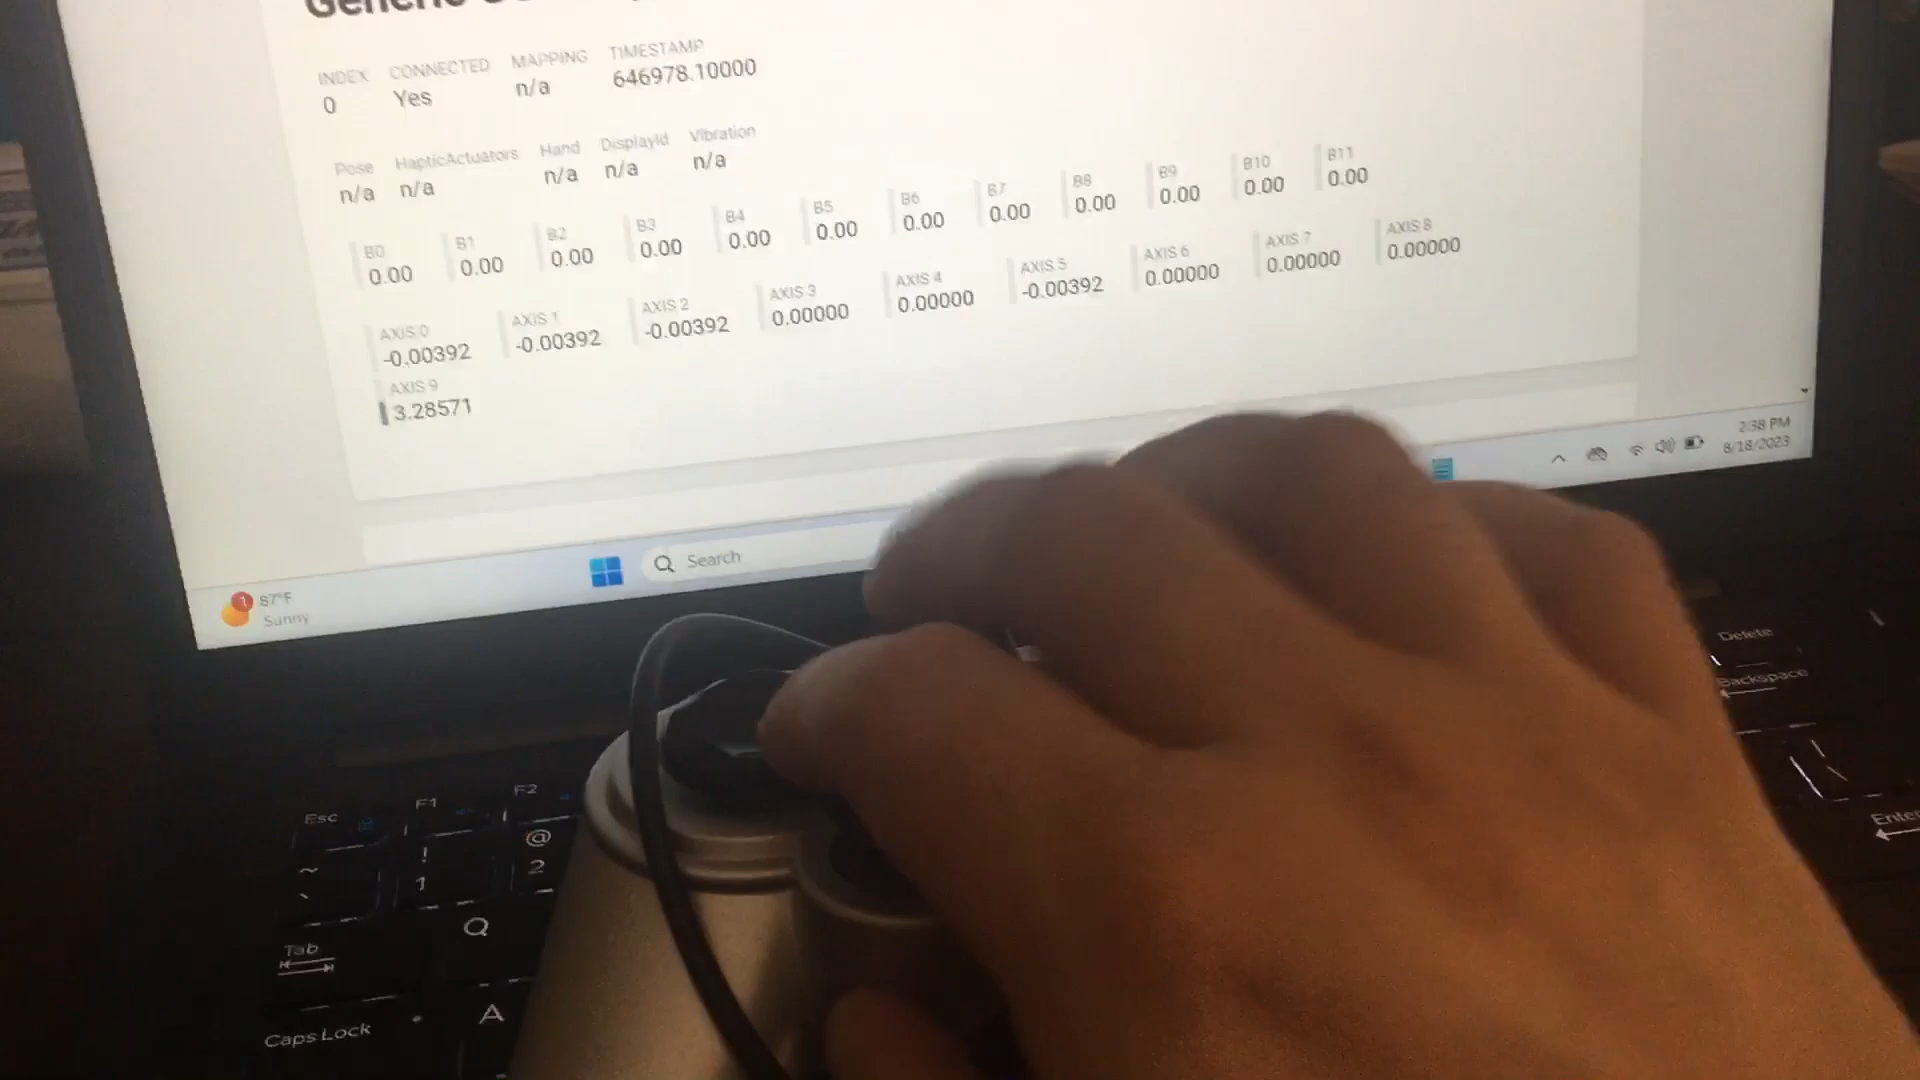 Generic
INDEX CONNECTED MAPPING TIMESTAMP
0 Yes n/a 646978.10000
Pose HapticActuators Hand DisplayId Vibration
n/a n/a n/a n/a n/a
B0 B1 B2 B3 B4 B5 B6 B7 B8 B9 B10 B11
0.00 0.00 0.00 0.00 0.00 0.00 0.00 0.00 0.00 0.00 0.00 0.00
AXIS 0 AXIS 1 AXIS 2 AXIS 3 AXIS 4 AXIS 5 AXIS 6 AXIS 7 AXIS 8
-0.00392 -0.00392 -0.00392 0.00000 0.00000 -0.00392 0.00000 0.00000 0.00000
AXIS 9
3.28571
2:38 PM
8/18/2023
Search
1 87°F
Sunny
Delete
Backspace
Enter
Esc F1 F2
~ ! @
` 1 2
Tab Q
Caps Lock A